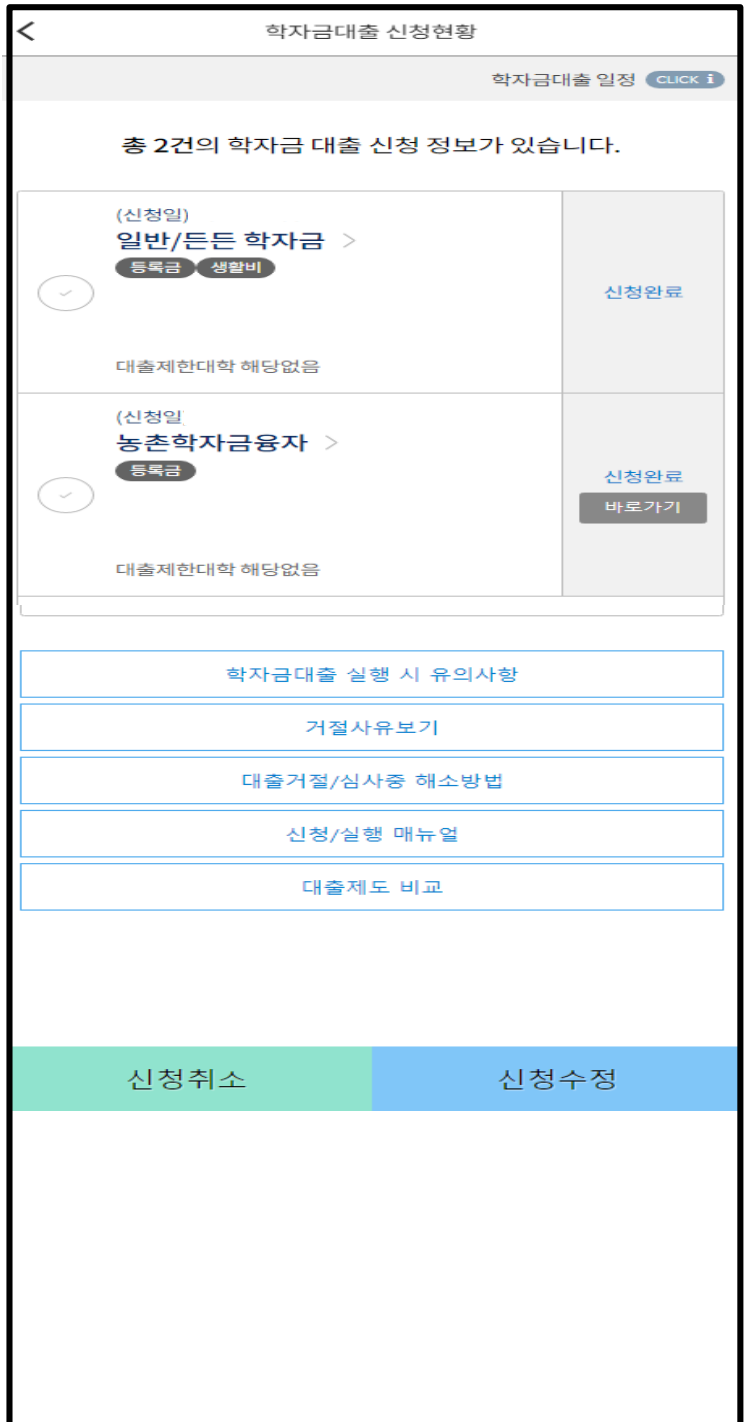 학자금대출 신청현황
학자금대출 일정 CLICK i
총 2건의 학자금 대출 신청 정보가 있습니다.
(신청일)
일반/든든 학자금 >
등록금 생활비
신청완료
대출제한대학 해당없음
(신청일
농촌학자금융자 >
등록금
신청완료
바로가기
대출제한대학 해당없음
학자금대출 실행 시 유의사항
거절사유보기
대출거절/심사중 해소방법
신청/실행 매뉴얼
대출제도 비교
신청취소 신청수정